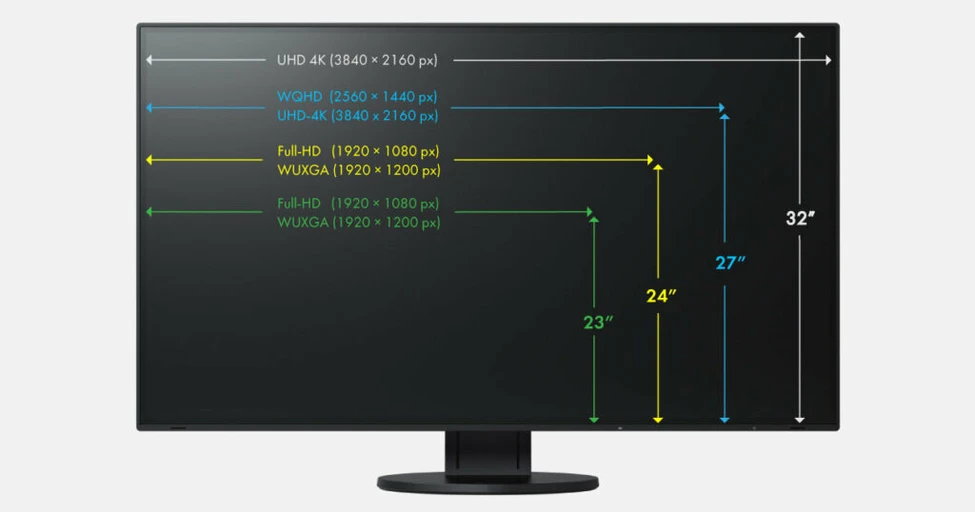 UHD 4K (3840 × 2160 px)
WQHD (2560 × 1440 px)
UHD-4K (3840 x 2160 px)
Full-HD (1920 × 1080 px)
WUXGA (1920 × 1200 px)
Full-HD (1920 × 1080 px)
WUXGA (1920 × 1200 px)
32″
27″
24″
23″